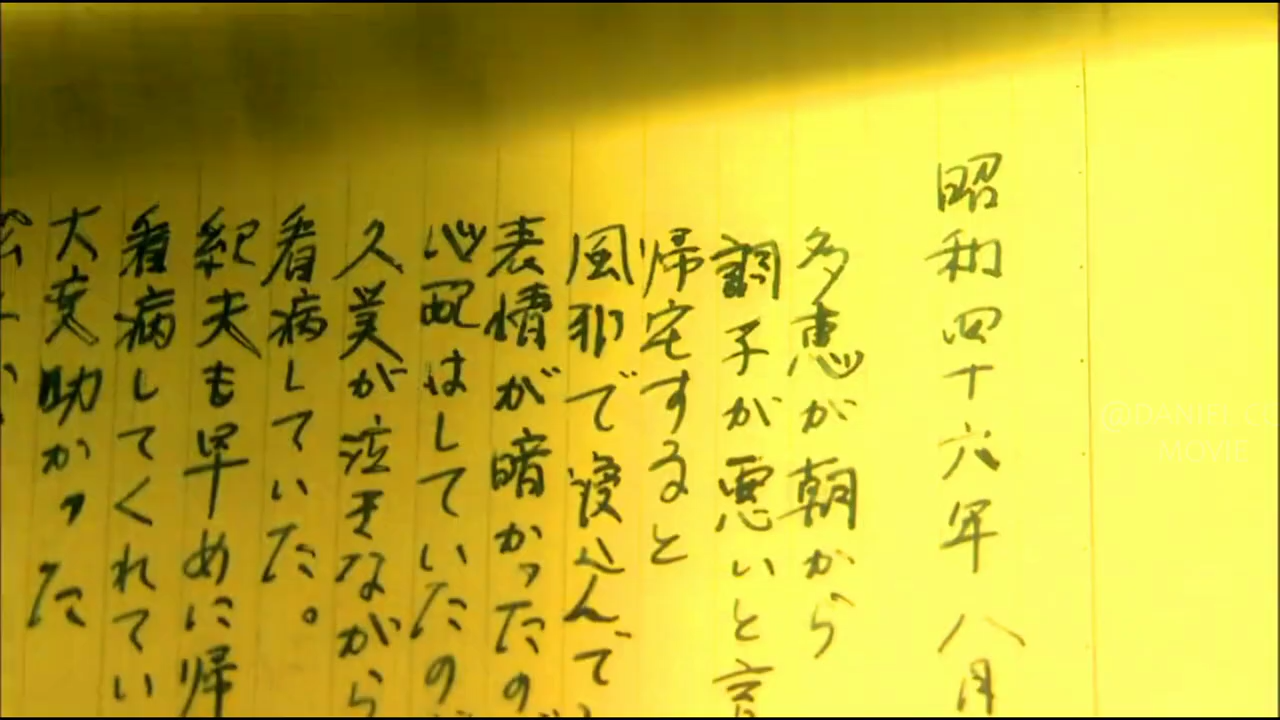 昭和四十六年八月
多恵が朝から
調子が悪いと言
帰宅すると
風邪で寝込んでい
表情が暗かったの
心配はしていたの
久美が泣きながら
看病していた。
紀夫も早めに帰
看病してくれてい
大変助かった
@DANIEL CO
MOVIE